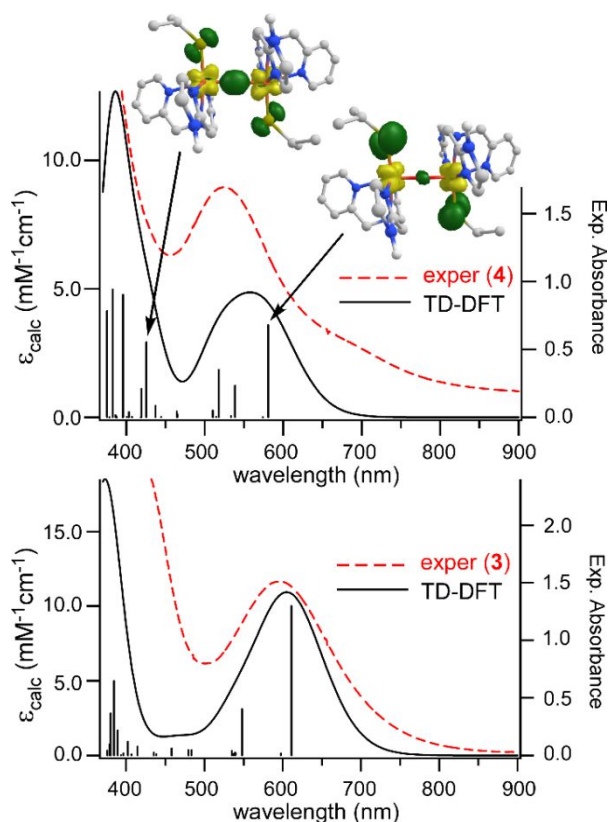 exper (4)
TD-DFT
10.0
5.0
0.0
εcalc (mM⁻¹cm⁻¹)
1.5
1.0
0.5
0.0
Exp. Absorbance
400 500 600 700 800 900
wavelength (nm)
exper (3)
TD-DFT
15.0
10.0
5.0
0.0
εcalc (mM⁻¹cm⁻¹)
2.0
1.5
1.0
0.5
0.0
Exp. Absorbance
400 500 600 700 800 900
wavelength (nm)